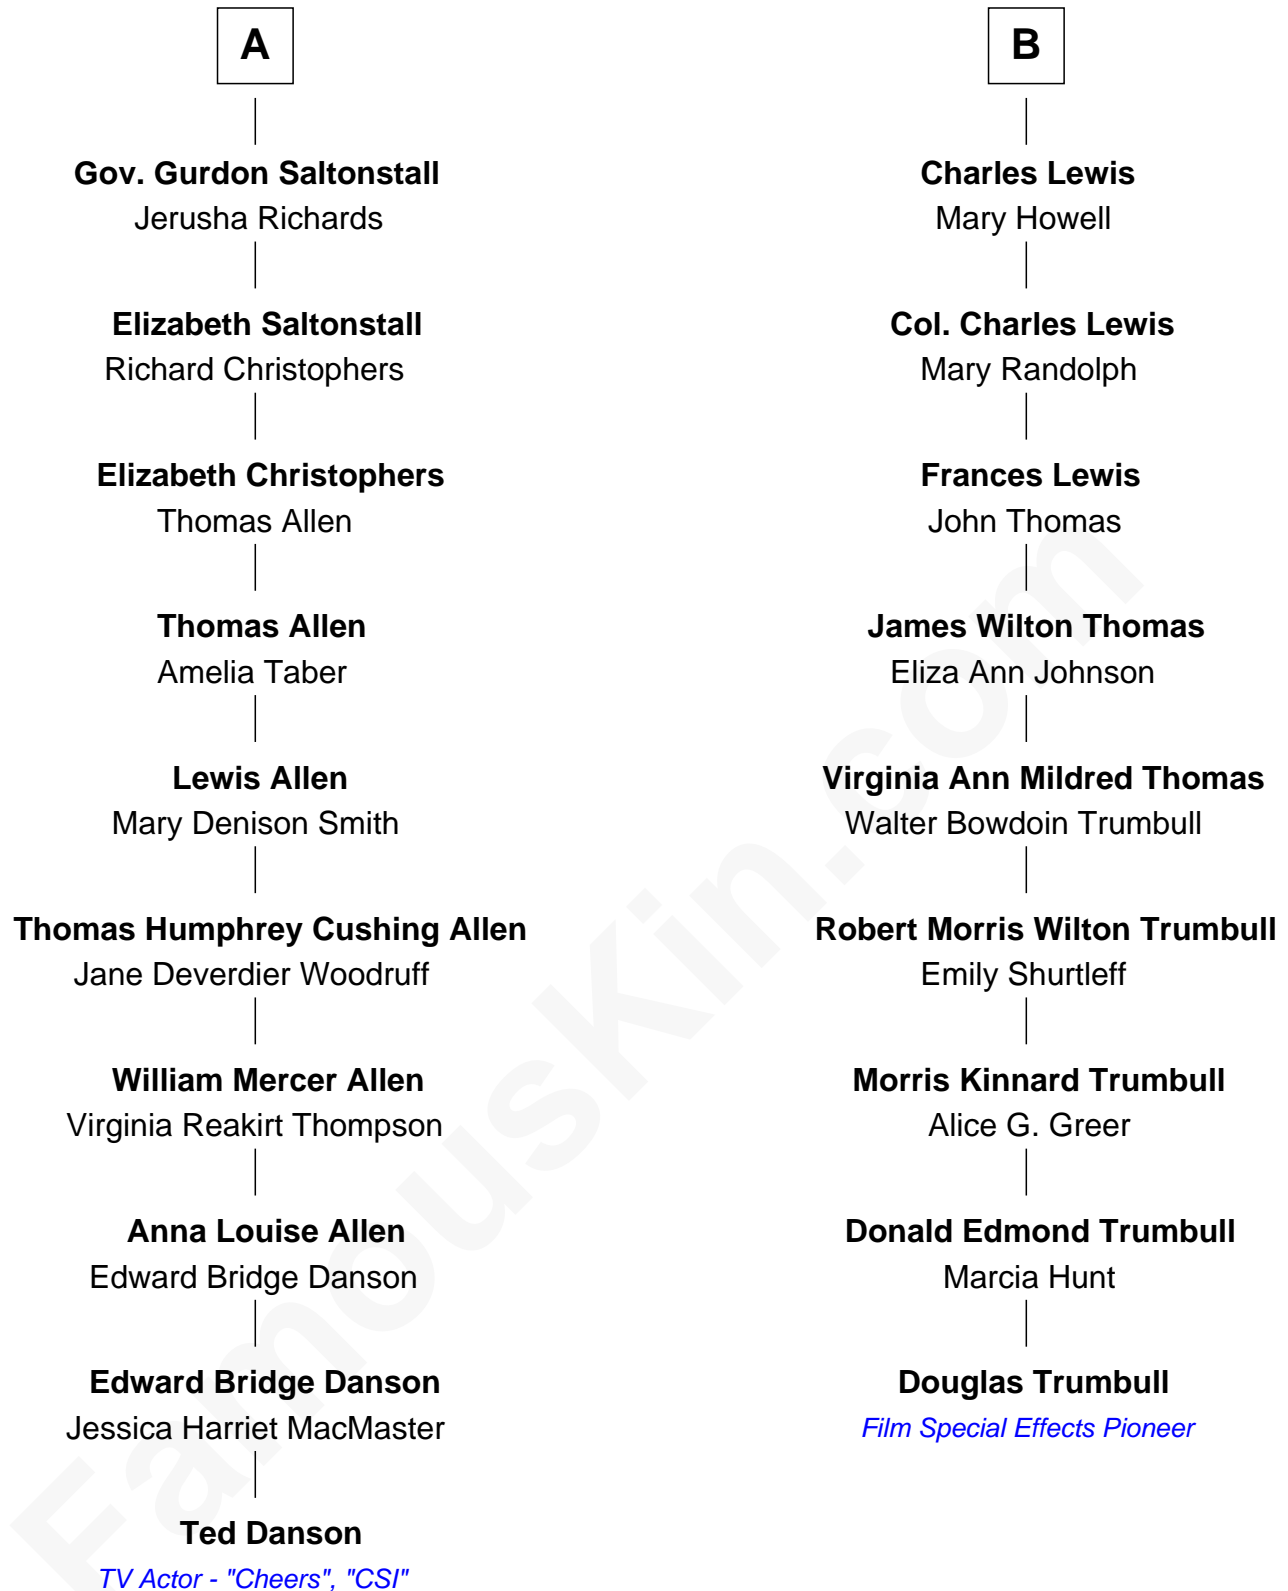 A
Gov. Gurdon Saltonstall
Jerusha Richards
Elizabeth Saltonstall
Richard Christophers
Elizabeth Christophers
Thomas Allen
Thomas Allen
Amelia Taber
Lewis Allen
Mary Denison Smith
Thomas Humphrey Cushing Allen
Jane Deverdier Woodruff
William Mercer Allen
Virginia Reakirt Thompson
Anna Louise Allen
Edward Bridge Danson
Edward Bridge Danson
Jessica Harriet MacMaster
Ted Danson
TV Actor - "Cheers", "CSI"
B
Charles Lewis
Mary Howell
Col. Charles Lewis
Mary Randolph
Frances Lewis
John Thomas
James Wilton Thomas
Eliza Ann Johnson
Virginia Ann Mildred Thomas
Walter Bowdoin Trumbull
Robert Morris Wilton Trumbull
Emily Shurtleff
Morris Kinnard Trumbull
Alice G. Greer
Donald Edmond Trumbull
Marcia Hunt
Douglas Trumbull
Film Special Effects Pioneer
FamousKin.com